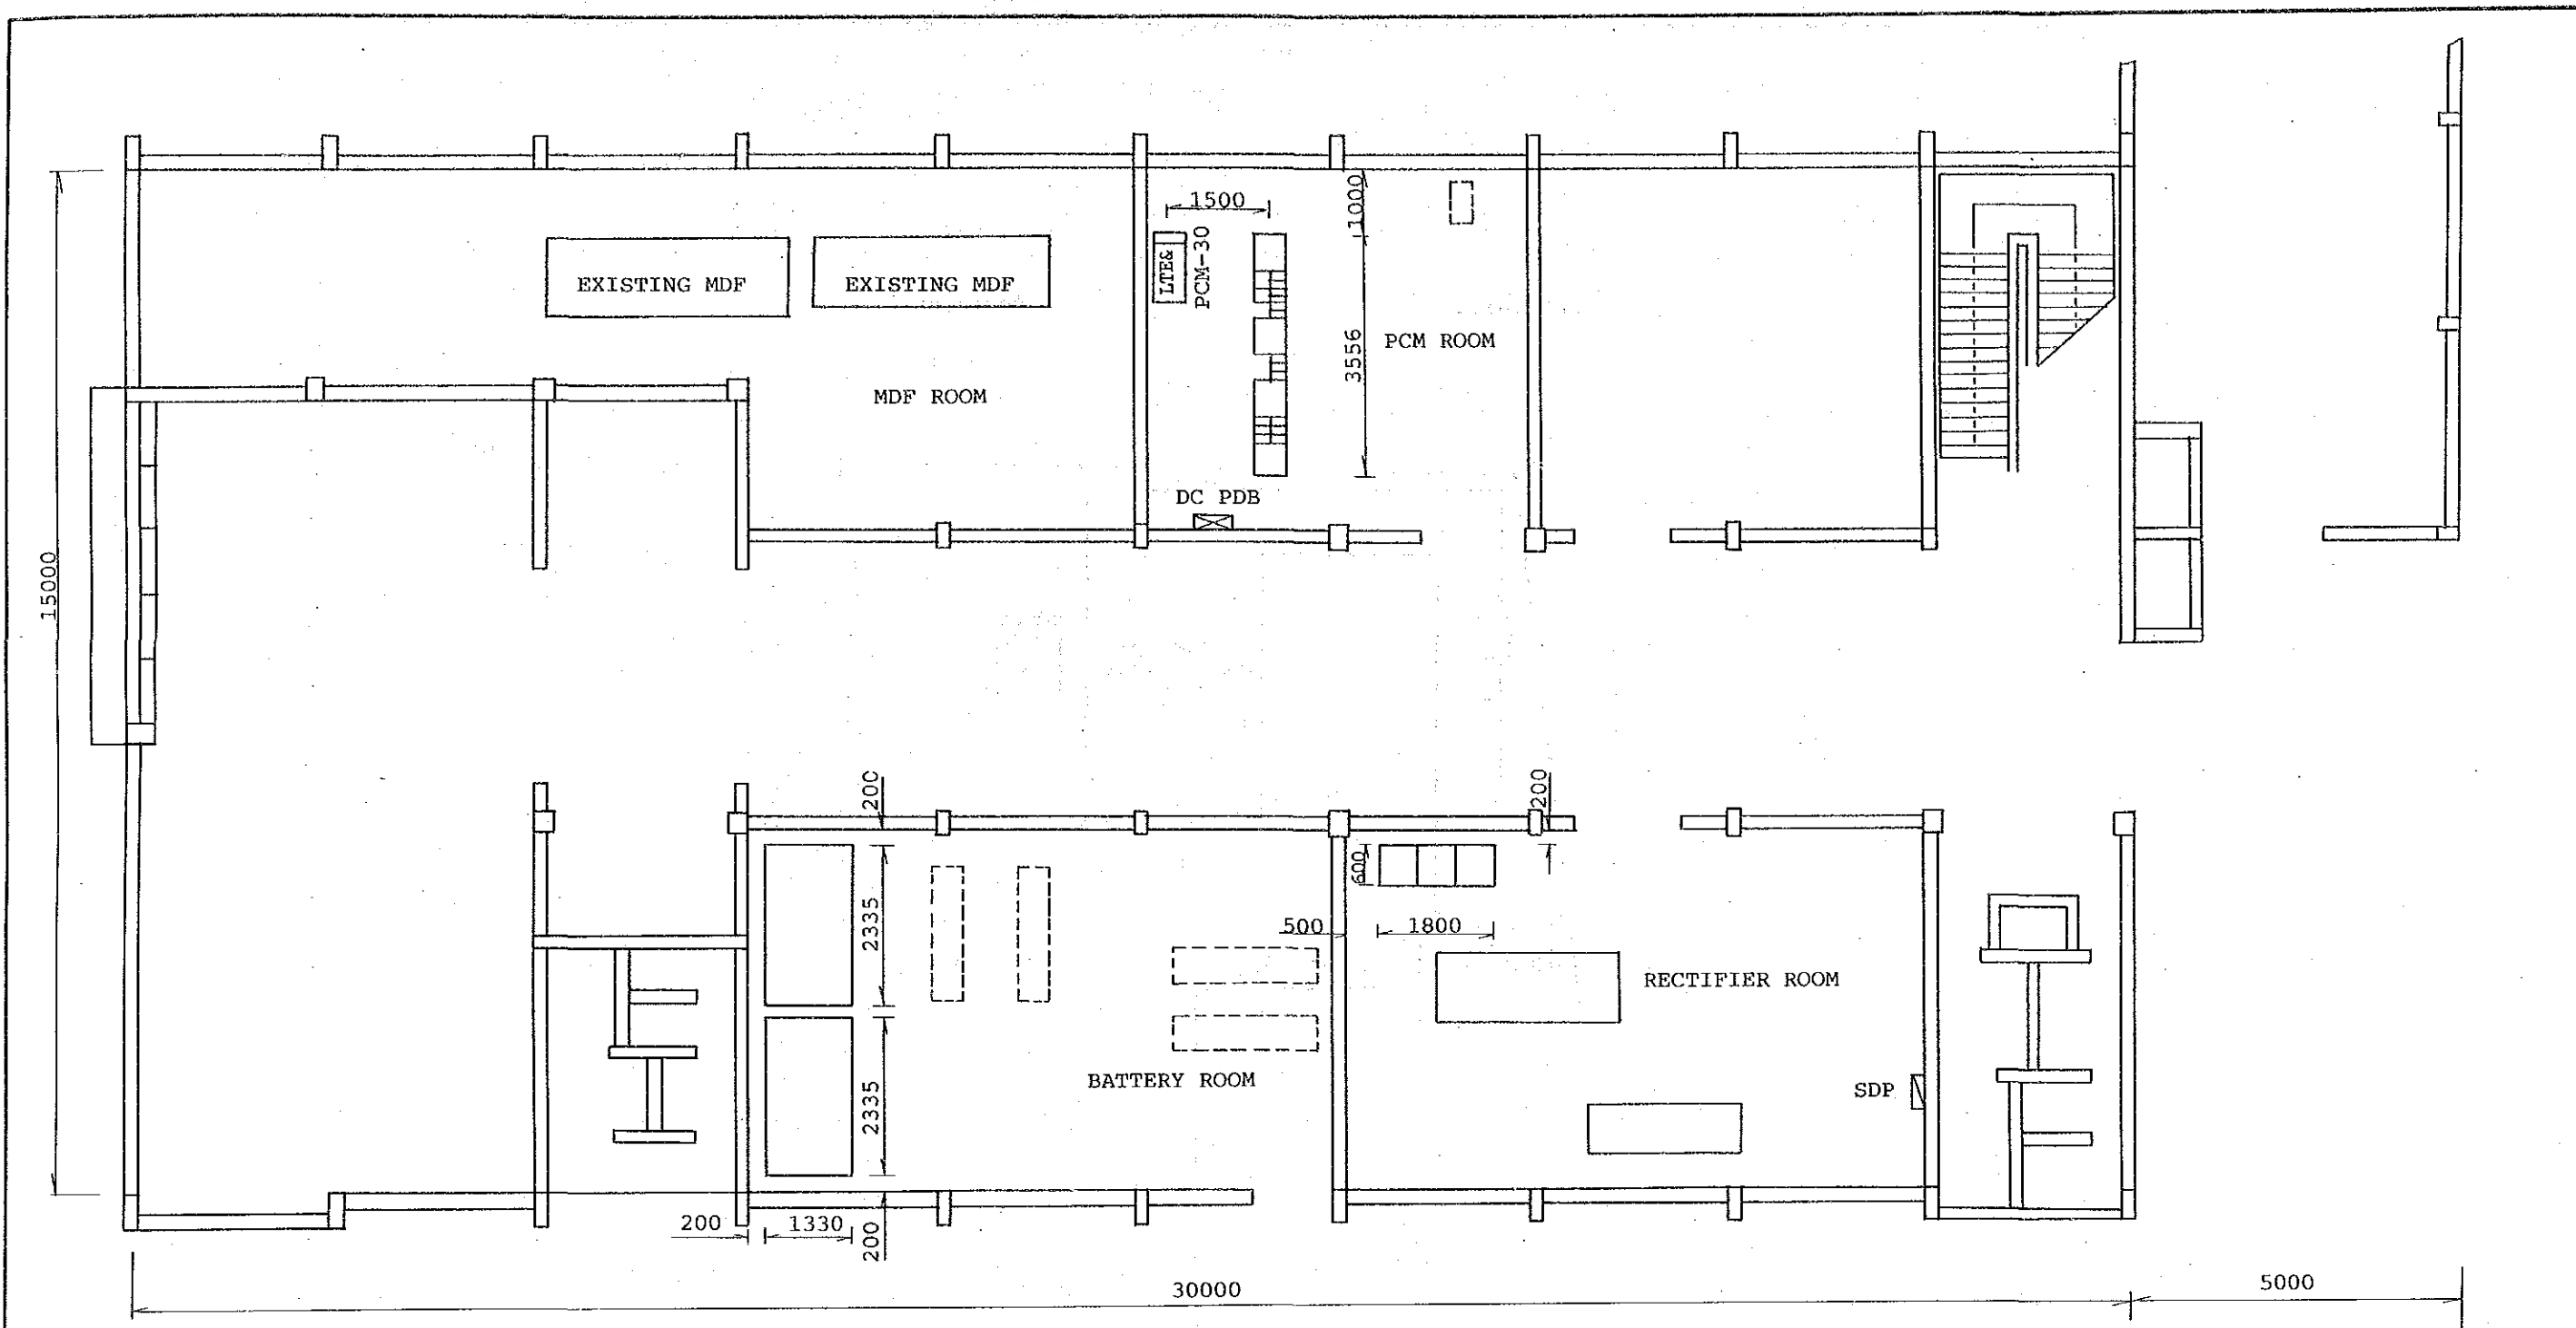 1500
1000
EXISTING MDF
EXISTING MDF
LTE&
PCM-30
PCM ROOM
3556
MDF ROOM
DC PDB
15000
200
200
600
2335
500
1800
RECTIFIER ROOM
BATTERY ROOM
2335
SDP
200
1330
200
30000
5000